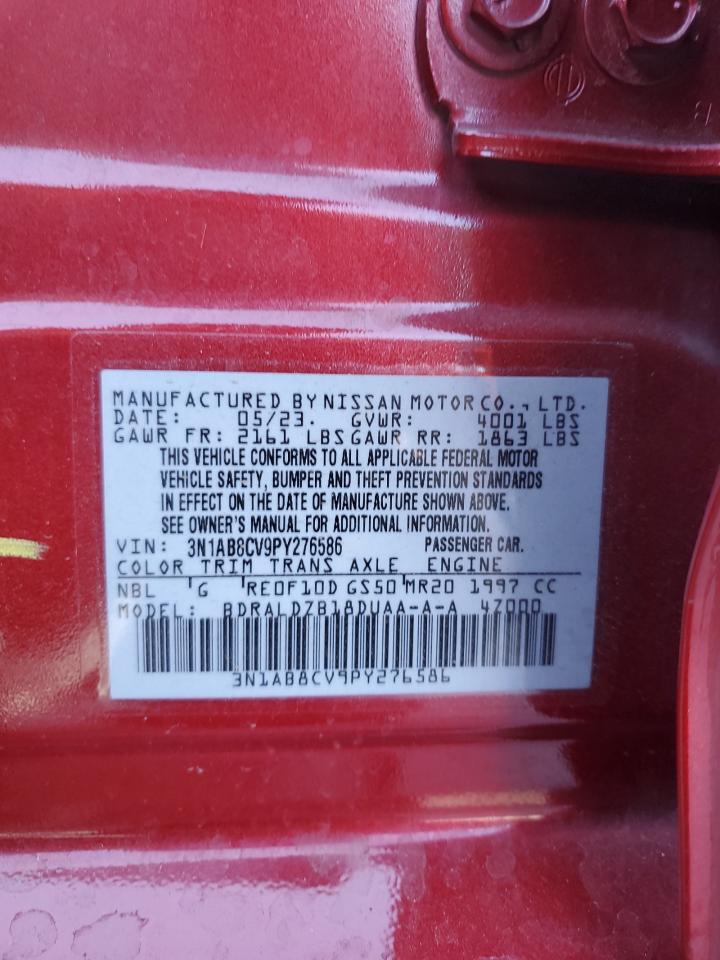 MANUFACTURED BY NISSAN MOTOR CO., LTD.
DATE: 05/23. GVWR: 4001 LBS
GAWR FR: 2161 LBS GAWR RR: 1863 LBS
THIS VEHICLE CONFORMS TO ALL APPLICABLE FEDERAL MOTOR
VEHICLE SAFETY, BUMPER AND THEFT PREVENTION STANDARDS
IN EFFECT ON THE DATE OF MANUFACTURE SHOWN ABOVE.
SEE OWNER'S MANUAL FOR ADDITIONAL INFORMATION.
VIN: 3N1AB8CV9PY276586 PASSENGER CAR.
COLOR TRIM TRANS AXLE ENGINE
NBL 'G 'RE0F10D GS50'MR20 1997 CC
MODEL: BDRALDZB18DUAA-A-A 4Z000
3N1AB8CV9PY276586